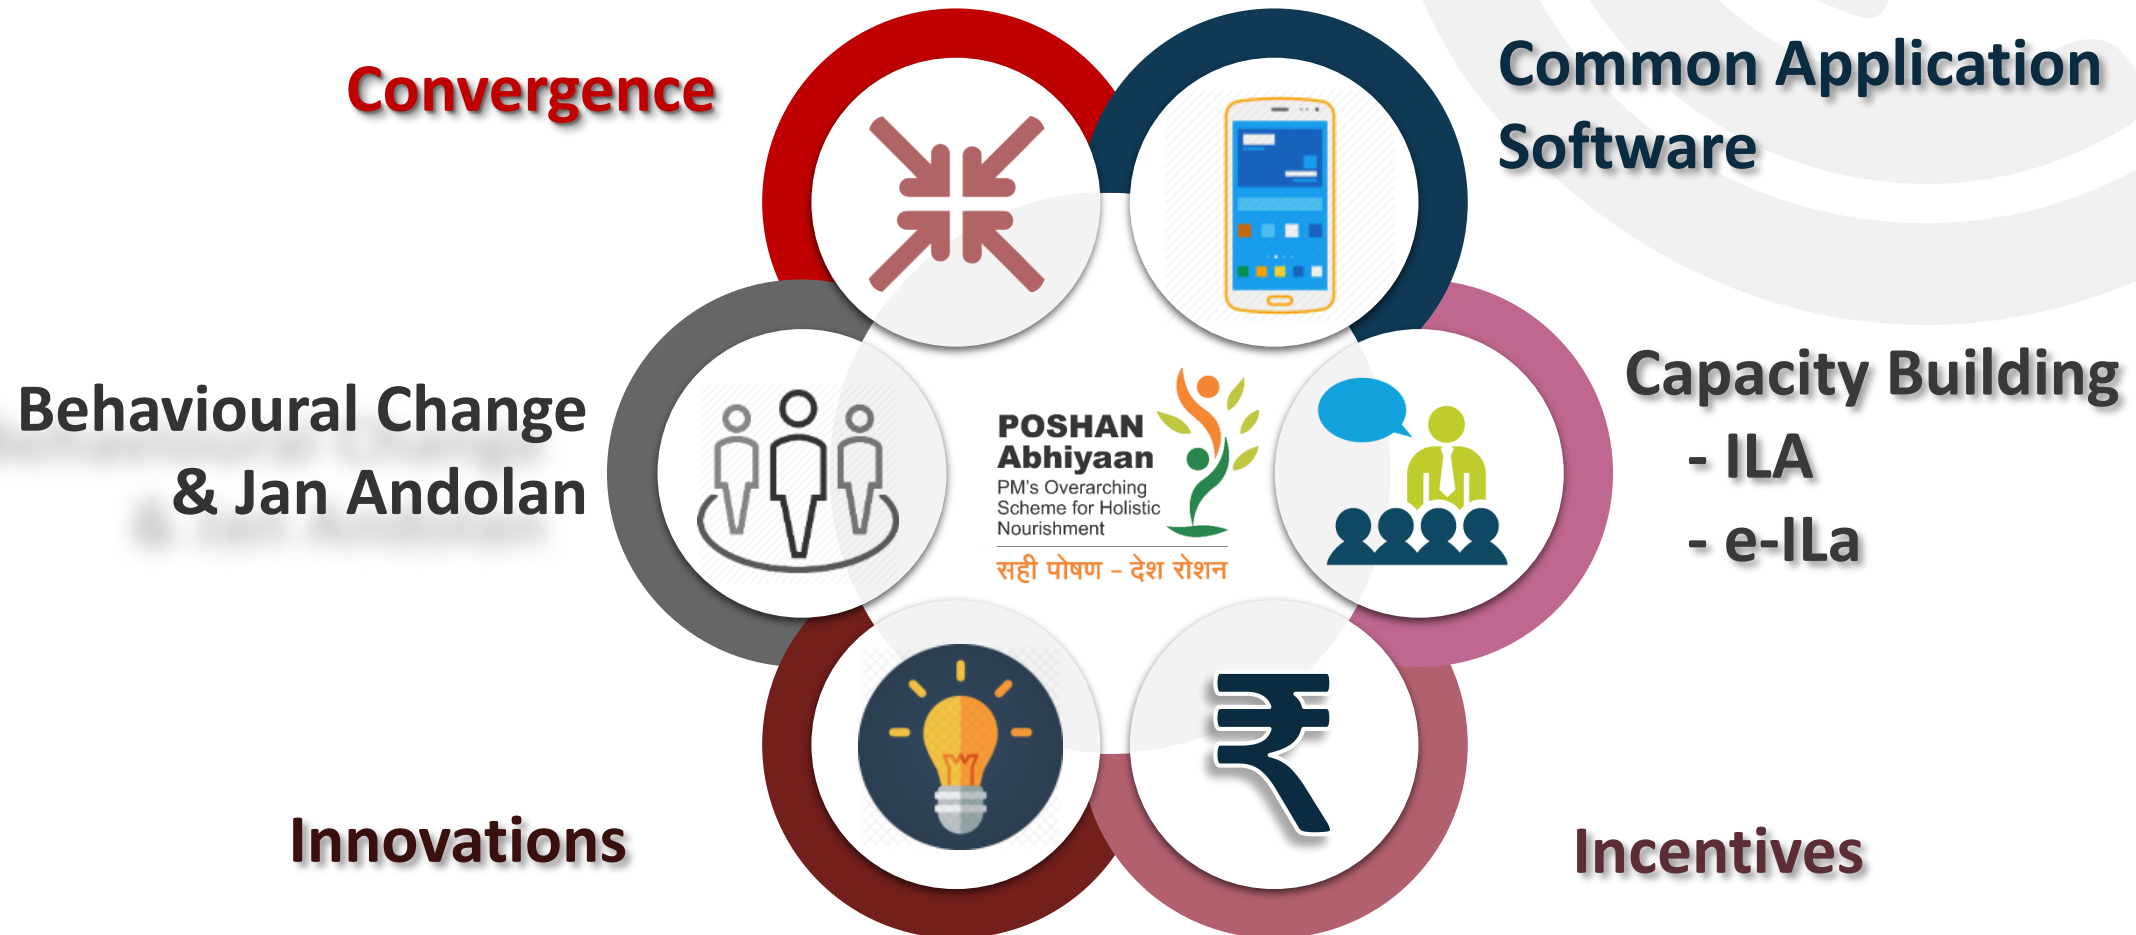 Convergence
Common Application
Software
Behavioural Change
& Jan Andolan
POSHAN
Abhiyaan
PM's Overarching
Scheme for Holistic
Nourishment
सही पोषण – देश रोशन
Capacity Building
- ILA
- e-ILa
₹
Innovations
Incentives